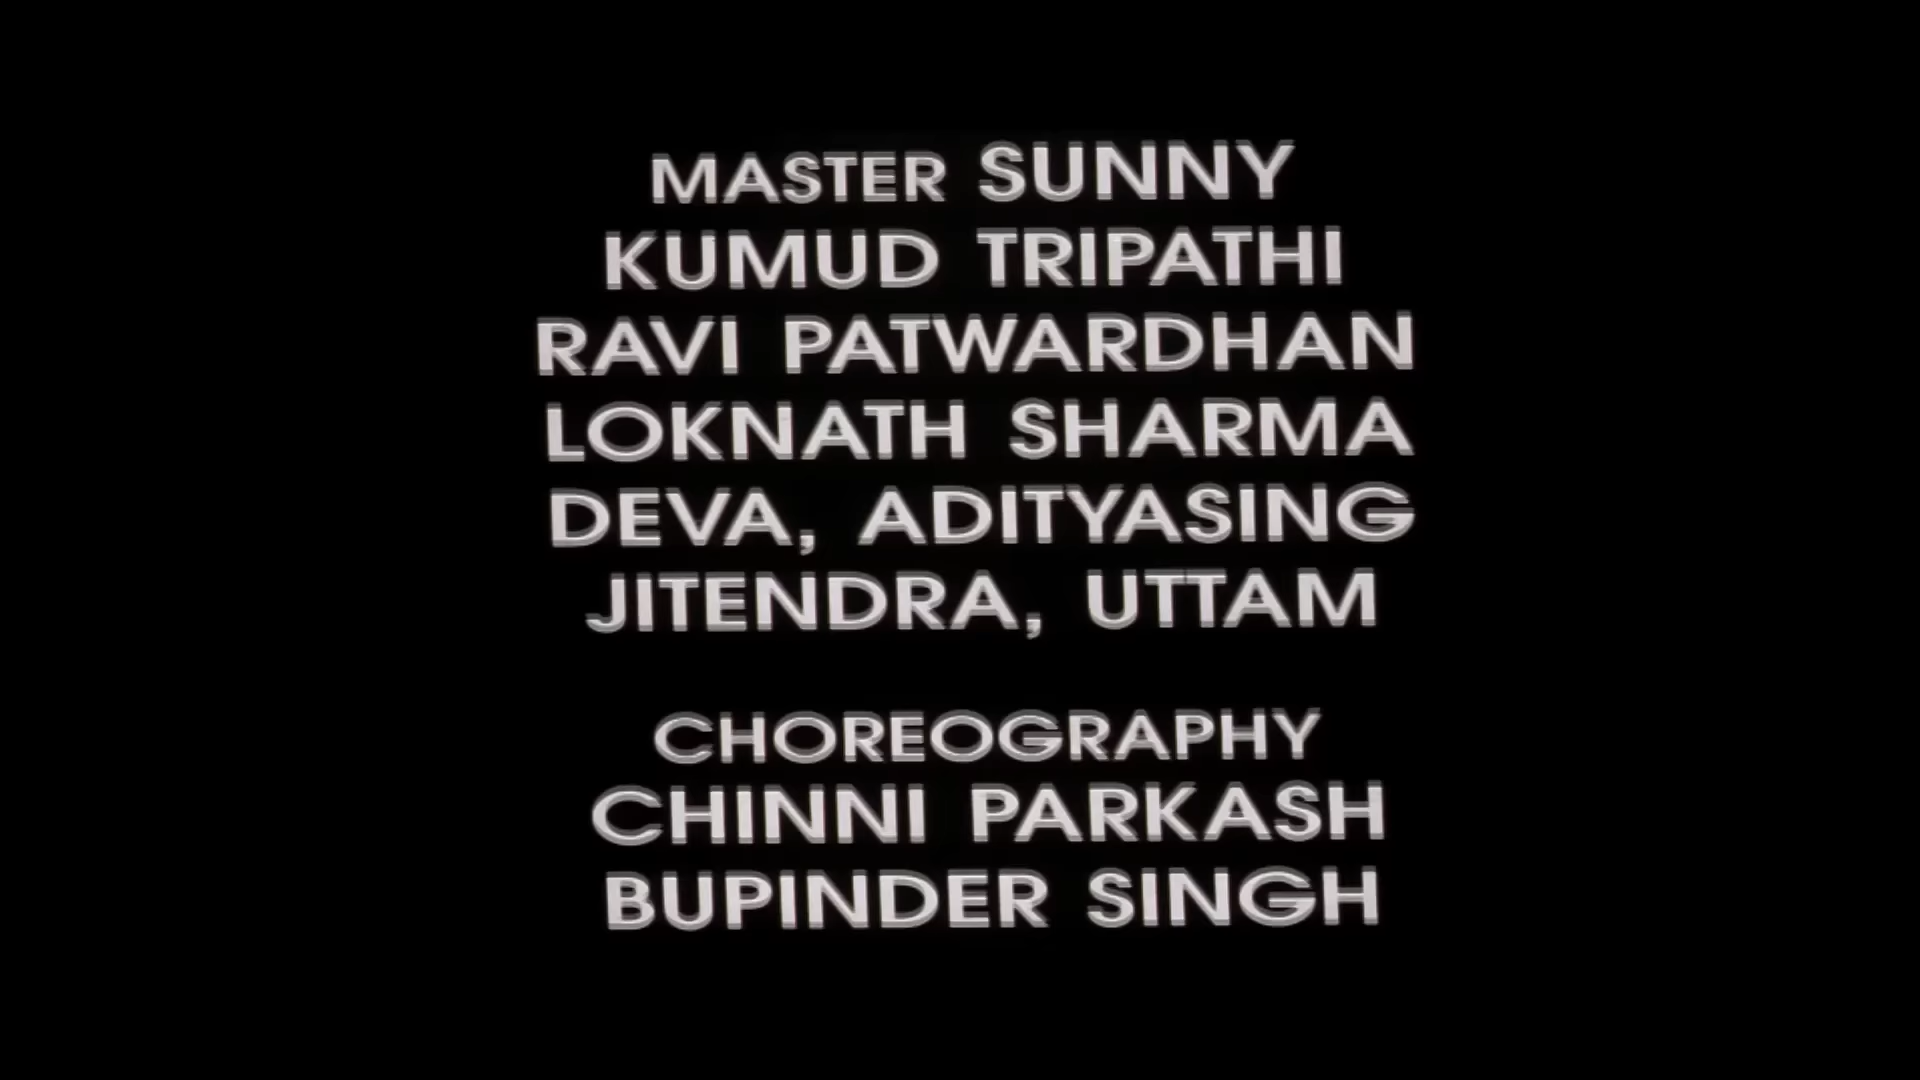 MASTER SUNNY
KUMUD TRIPATHI
RAVI PATWARDHAN
LOKNATH SHARMA
DEVA, ADITYASING
JITENDRA, UTTAM
CHOREOGRAPHY
CHINNI PARKASH
BUPINDER SINGH